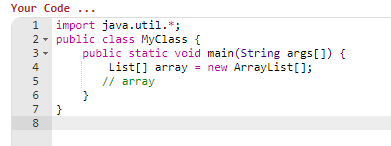 Your Code ...
1 import java.util.*;
2 public class MyClass {
3 public static void main(String args[]) {
4 List[] array = new ArrayList[];
5 // array
6 }
7 }
8